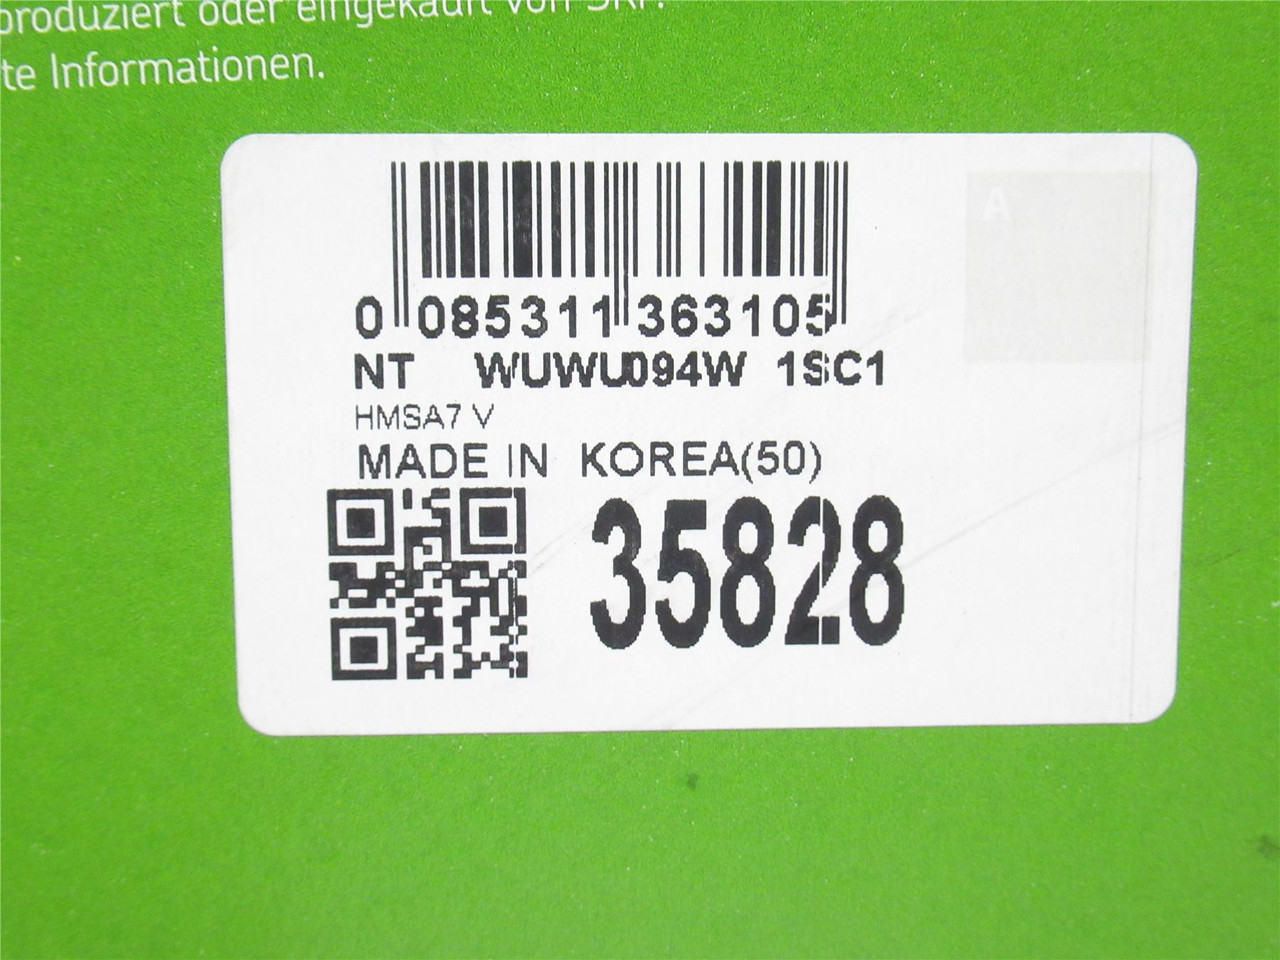 produziert oder eingekauft von SKF.
te Informationen.
A
0 085311 363105
NT WUWU094W 1SC1
HMSA7 V
MADE IN KOREA(50)
35828